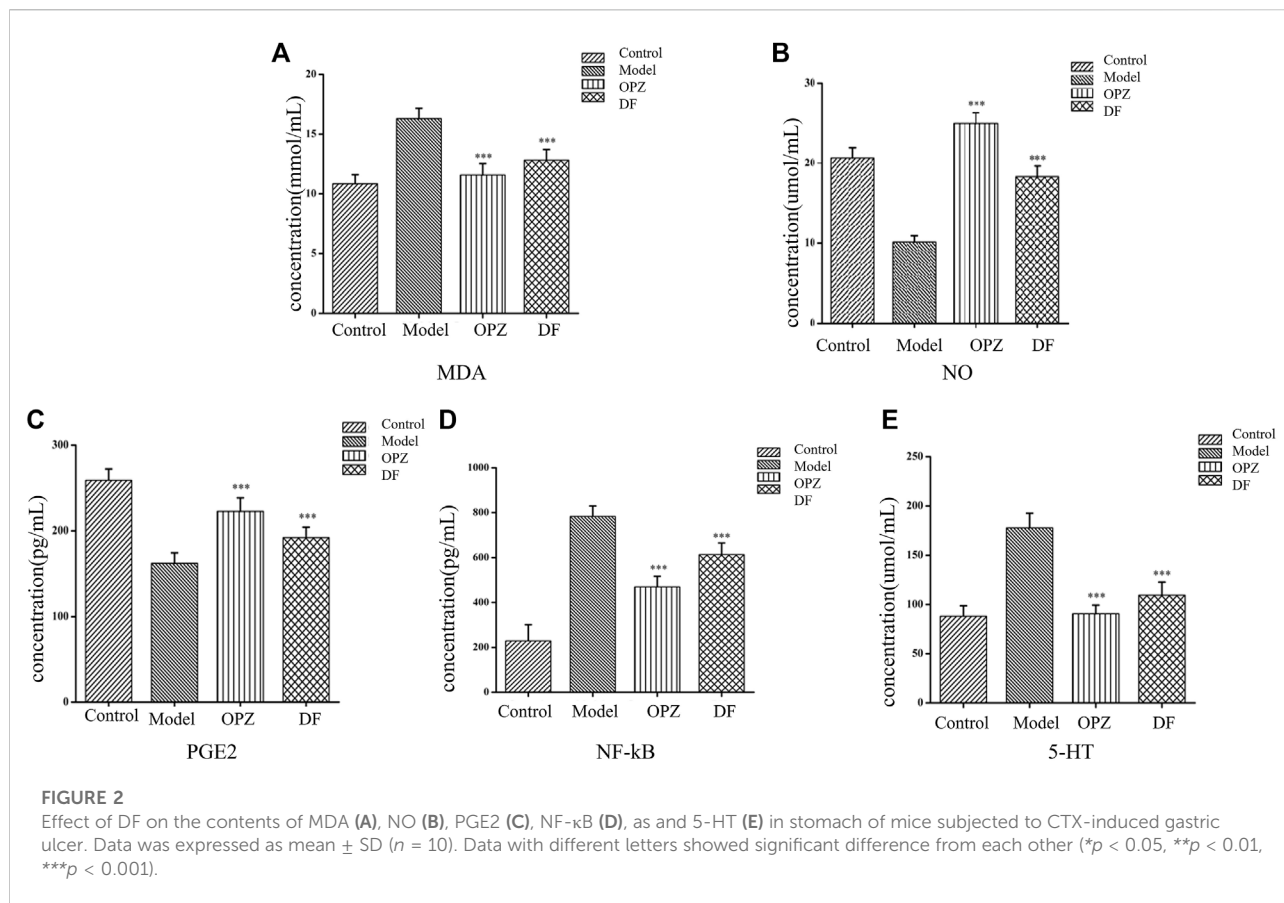 A
Control
Model
OPZ
DF
concentration(mmol/mL)
20
15
10
5
0
***
***
Control Model OPZ DF
MDA
B
Control
Model
OPZ
DF
concentration(umol/mL)
30
20
10
0
***
***
Control Model OPZ DF
NO
C
Control
Model
OPZ
DF
concentration(pg/mL)
300
200
100
0
***
***
Control Model OPZ DF
PGE2
D
Control
Model
OPZ
DF
concentration(pg/mL)
1000
800
600
400
200
0
***
***
Control Model OPZ DF
NF-kB
E
Control
Model
OPZ
DF
concentration(umol/mL)
250
200
150
100
50
0
***
***
Control Model OPZ DF
5-HT
FIGURE 2
Effect of DF on the contents of MDA (A), NO (B), PGE2 (C), NF-κB (D), as and 5-HT (E) in stomach of mice subjected to CTX-induced gastric
ulcer. Data was expressed as mean ± SD (n = 10). Data with different letters showed significant difference from each other (*p < 0.05, **p < 0.01,
***p < 0.001).